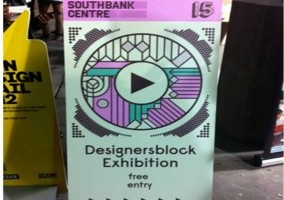 SOUTHBANK
CENTRE
15
Designersblock
Exhibition
free
entry